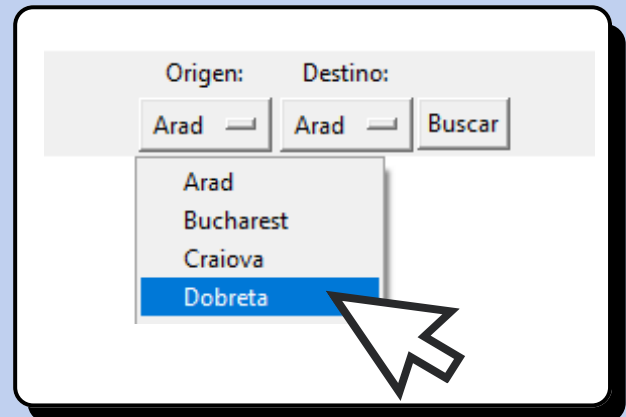 Origen: Destino:
Arad Arad Buscar
Arad
Bucharest
Craiova
Dobreta